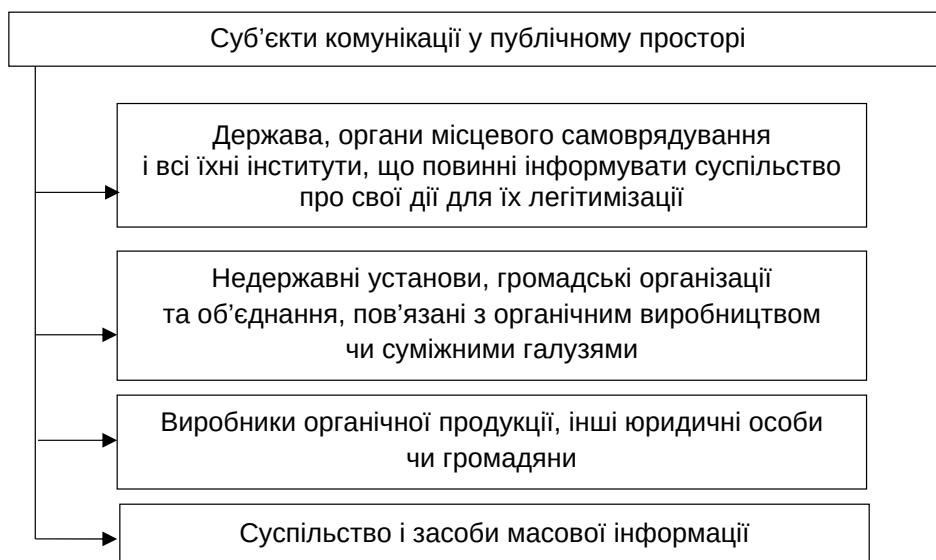 Суб’єкти комунікації у публічному просторі
Держава, органи місцевого самоврядування
і всі їхні інститути, що повинні інформувати суспільство
про свої дії для їх легітимізації
Недержавні установи, громадські організації
та об’єднання, пов’язані з органічним виробництвом
чи суміжними галузями
Виробники органічної продукції, інші юридичні особи
чи громадяни
Суспільство і засоби масової інформації